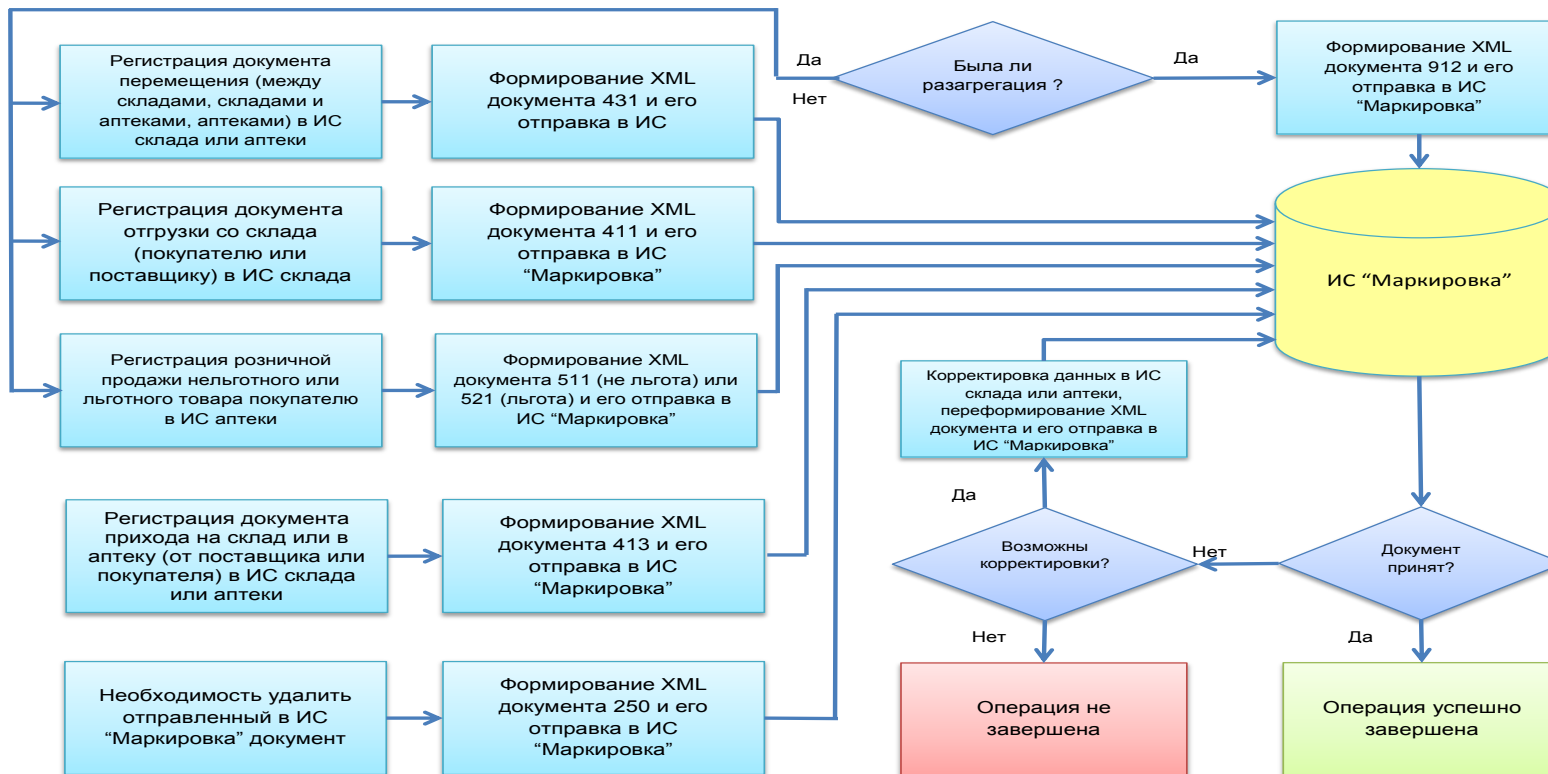 Регистрация документа
перемещения (между
складами, складами и
аптеками, аптеками) в ИС
склада или аптеки
Формирование XML
документа 431 и его
отправка в ИС
Да
Нет
Была ли
разагрегация ?
Да
Формирование XML
документа 912 и его
отправка в ИС
“Маркировка”
Регистрация документа
отгрузки со склада
(покупателю или
поставщику) в ИС склада
Формирование XML
документа 411 и его
отправка в ИС
“Маркировка”
ИС “Маркировка”
Регистрация розничной
продажи нельготного или
льготного товара покупателю
в ИС аптеки
Формирование XML
документа 511 (не льгота) или
521 (льгота) и его отправка в
ИС “Маркировка”
Корректировка данных в ИС
склада или аптеки,
переформирование XML
документа и его отправка в
ИС “Маркировка”
Да
Регистрация документа
прихода на склад или в
аптеку (от поставщика или
покупателя) в ИС склада
или аптеки
Формирование XML
документа 413 и его
отправка в ИС
“Маркировка”
Возможны
корректировки?
Нет
Документ
принят?
Нет
Да
Необходимость удалить
отправленный в ИС
“Маркировка” документ
Формирование XML
документа 250 и его
отправка в ИС
“Маркировка”
Операция не
завершена
Операция успешно
завершена